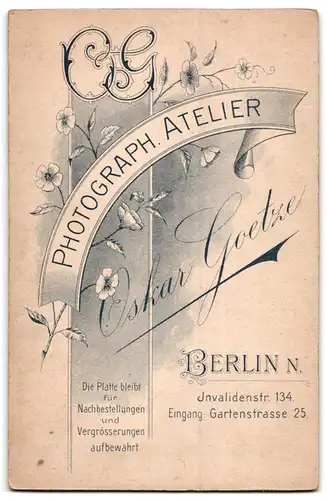 OG
PHOTOGRAPH. ATELIER
Oskar Goetze
BERLIN N.
Jnvalidenstr. 134.
Eingang: Gartenstrasse 25.
Die Platte bleibt
für
Nachbestellungen
und
Vergrösserungen
aufbewahrt